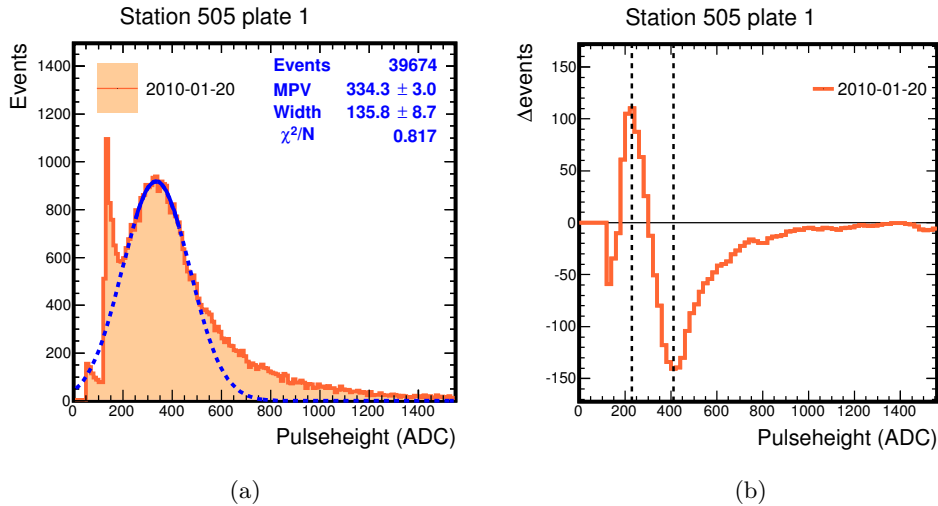 Station 505 plate 1
Events
1400
1200
1000
800
600
400
200
0
2010-01-20
Events 39674
MPV 334.3 ± 3.0
Width 135.8 ± 8.7
χ²/N 0.817
0 200 400 600 800 1000 1200 1400
Pulseheight (ADC)
(a)
Station 505 plate 1
Δevents
150
100
50
0
-50
-100
-150
2010-01-20
0 200 400 600 800 1000 1200 1400
Pulseheight (ADC)
(b)